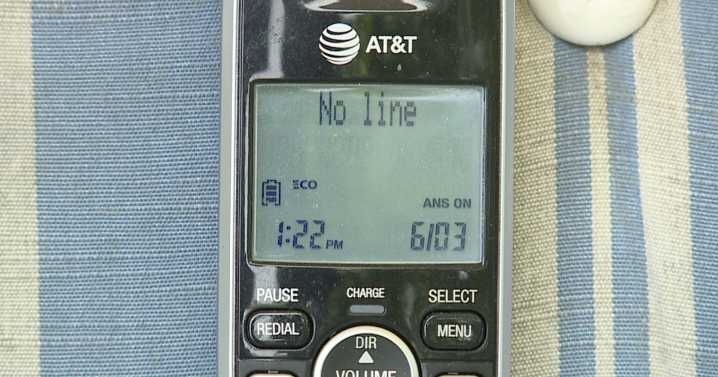 AT&T
No line
ECO
ANS ON
1:22 PM 6/03
PAUSE CHARGE SELECT
REDIAL DIR MENU
VOLUME